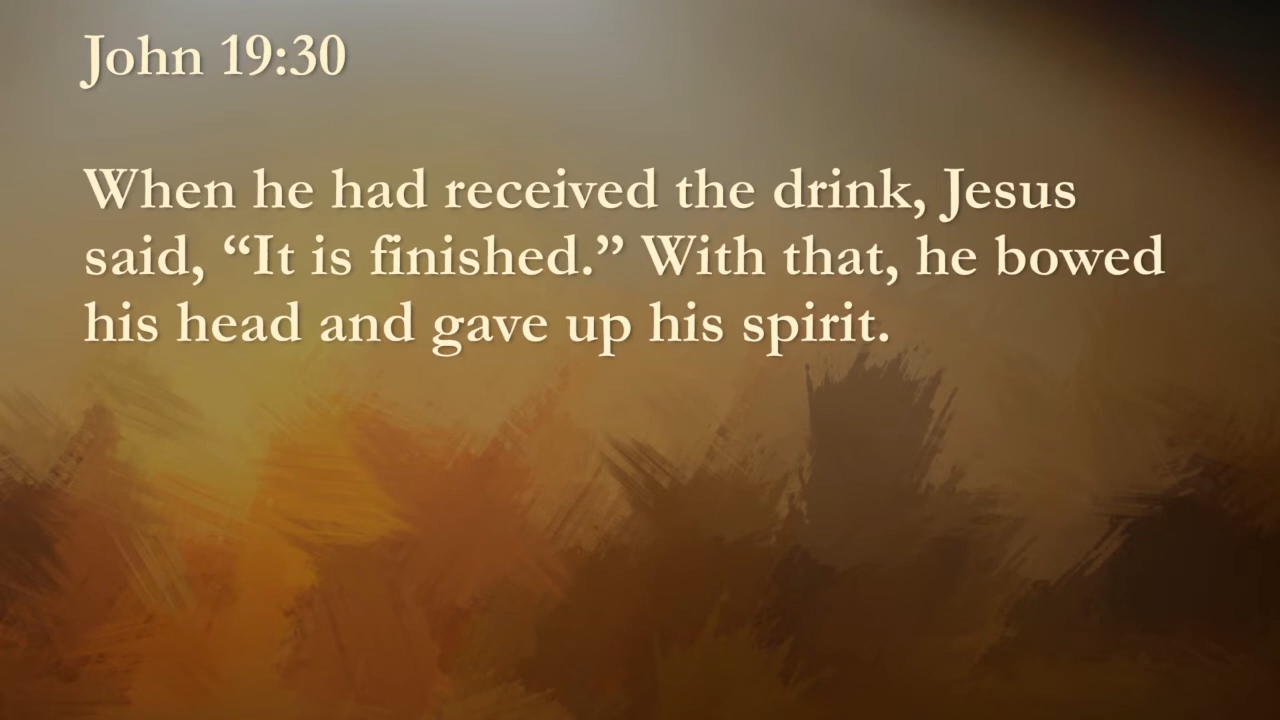 John 19:30
When he had received the drink, Jesus
said, “It is finished.” With that, he bowed
his head and gave up his spirit.